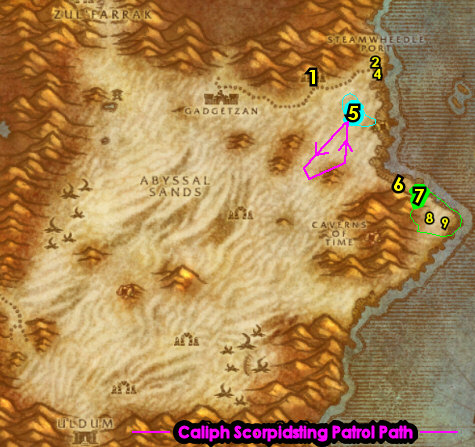 ZUL'FARRAK
STEAMWHEEDLE
PORT
2
4
1
GADGETZAN
5
ABYSSAL
SANDS
6
7
8
9
CAVERNS
OF
TIME
ULDUM
Caliph Scorpidsting Patrol Path